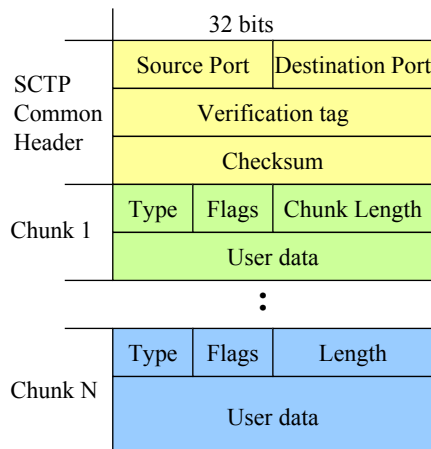 32 bits
SCTP
Common
Header
Source Port Destination Port
Verification tag
Checksum
Chunk 1
Type Flags Chunk Length
User data
:
Chunk N
Type Flags Length
User data